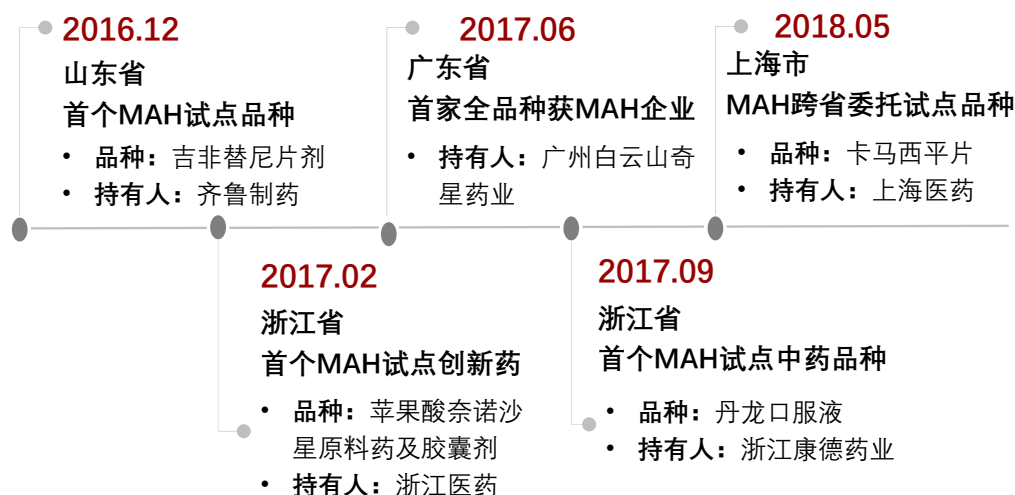 2016.12
山东省
首个MAH试点品种
• 品种：吉非替尼片剂
• 持有人：齐鲁制药
2017.02
浙江省
首个MAH试点创新药
• 品种：苹果酸奈诺沙
星原料药及胶囊剂
• 持有人：浙江医药
2017.06
广东省
首家全品种获MAH企业
• 持有人：广州白云山奇
星药业
2017.09
浙江省
首个MAH试点中药品种
• 品种：丹龙口服液
• 持有人：浙江康德药业
2018.05
上海市
MAH跨省委托试点品种
• 品种：卡马西平片
• 持有人：上海医药